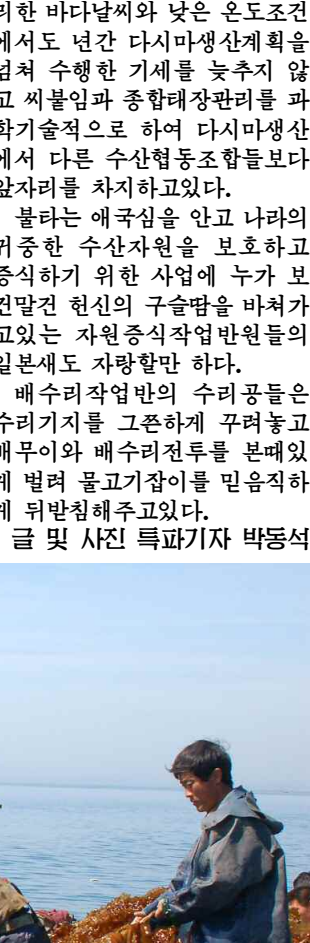 리한 바다날씨와 낮은 온도조건
에서도 년간 다시마생산계획을
넘쳐 수행한 기세를 늦추지 않
고 씨붙임과 종합태장관리를 과
학기술적으로 하여 다시마생산
에서 다른 수산협동조합들보다
앞자리를 차지하고있다.
불타는 애국심을 안고 나라의
귀중한 수산자원을 보호하고
증식하기 위한 사업에 누가 보
건말건 헌신의 구슬땀을 바쳐가
고있는 자원증식작업반원들의
일본새도 자랑할만 하다.
배수리작업반의 수리공들은
수리기지를 그쯘하게 꾸려놓고
배무이와 배수리전투를 본때있
게 벌려 물고기잡이를 믿음직하
게 뒤받침해주고있다.
글 및 사진 특파기자 박동석